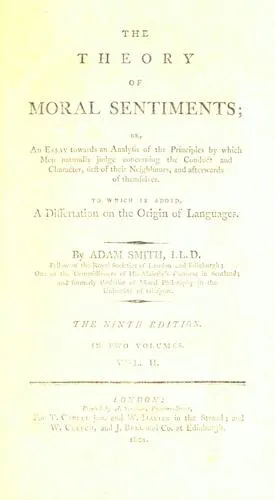 THE
THEORY
OF
MORAL SENTIMENTS;
OR,
An Essay towards an Analysis of the Principles by which
Men naturally judge concerning the Conduct and
Character, first of their Neighbours, and afterwards
of themselves.
TO WHICH IS ADDED,
A Dissertation on the Origin of Languages.
By ADAM SMITH, LL.D.
Fellow of the Royal Societies of London and Edinburgh;
One of the Commissioners of His Majesty's Customs in Scotland;
and formerly Professor of Moral Philosophy in the
University of Glasgow.
THE NINTH EDITION.
IN TWO VOLUMES.
VOL. II.
LONDON:
Printed by A. Strahan,
For T. Cadell Jun. and W. Davies in the Strand; and
W. Creech, and J. Bell and Co. at Edinburgh.